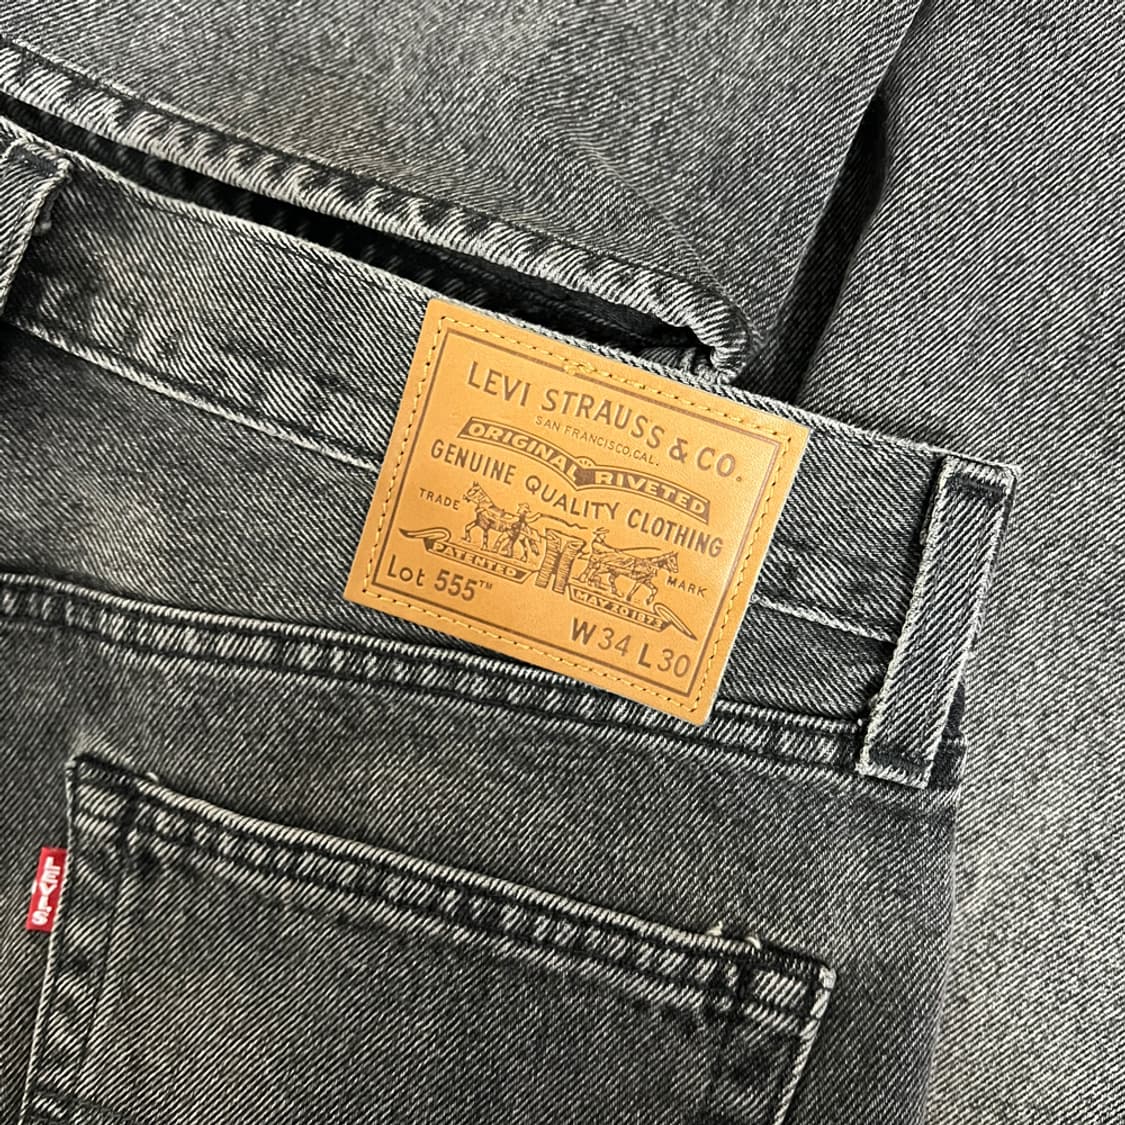 LEVI STRAUSS & CO.
SAN FRANCISCO, CAL.
ORIGINAL RIVETED
GENUINE QUALITY CLOTHING
TRADE MARK
PATENTED
MAY 20 1873
Lot 555™
W34 L30
LEVI'S